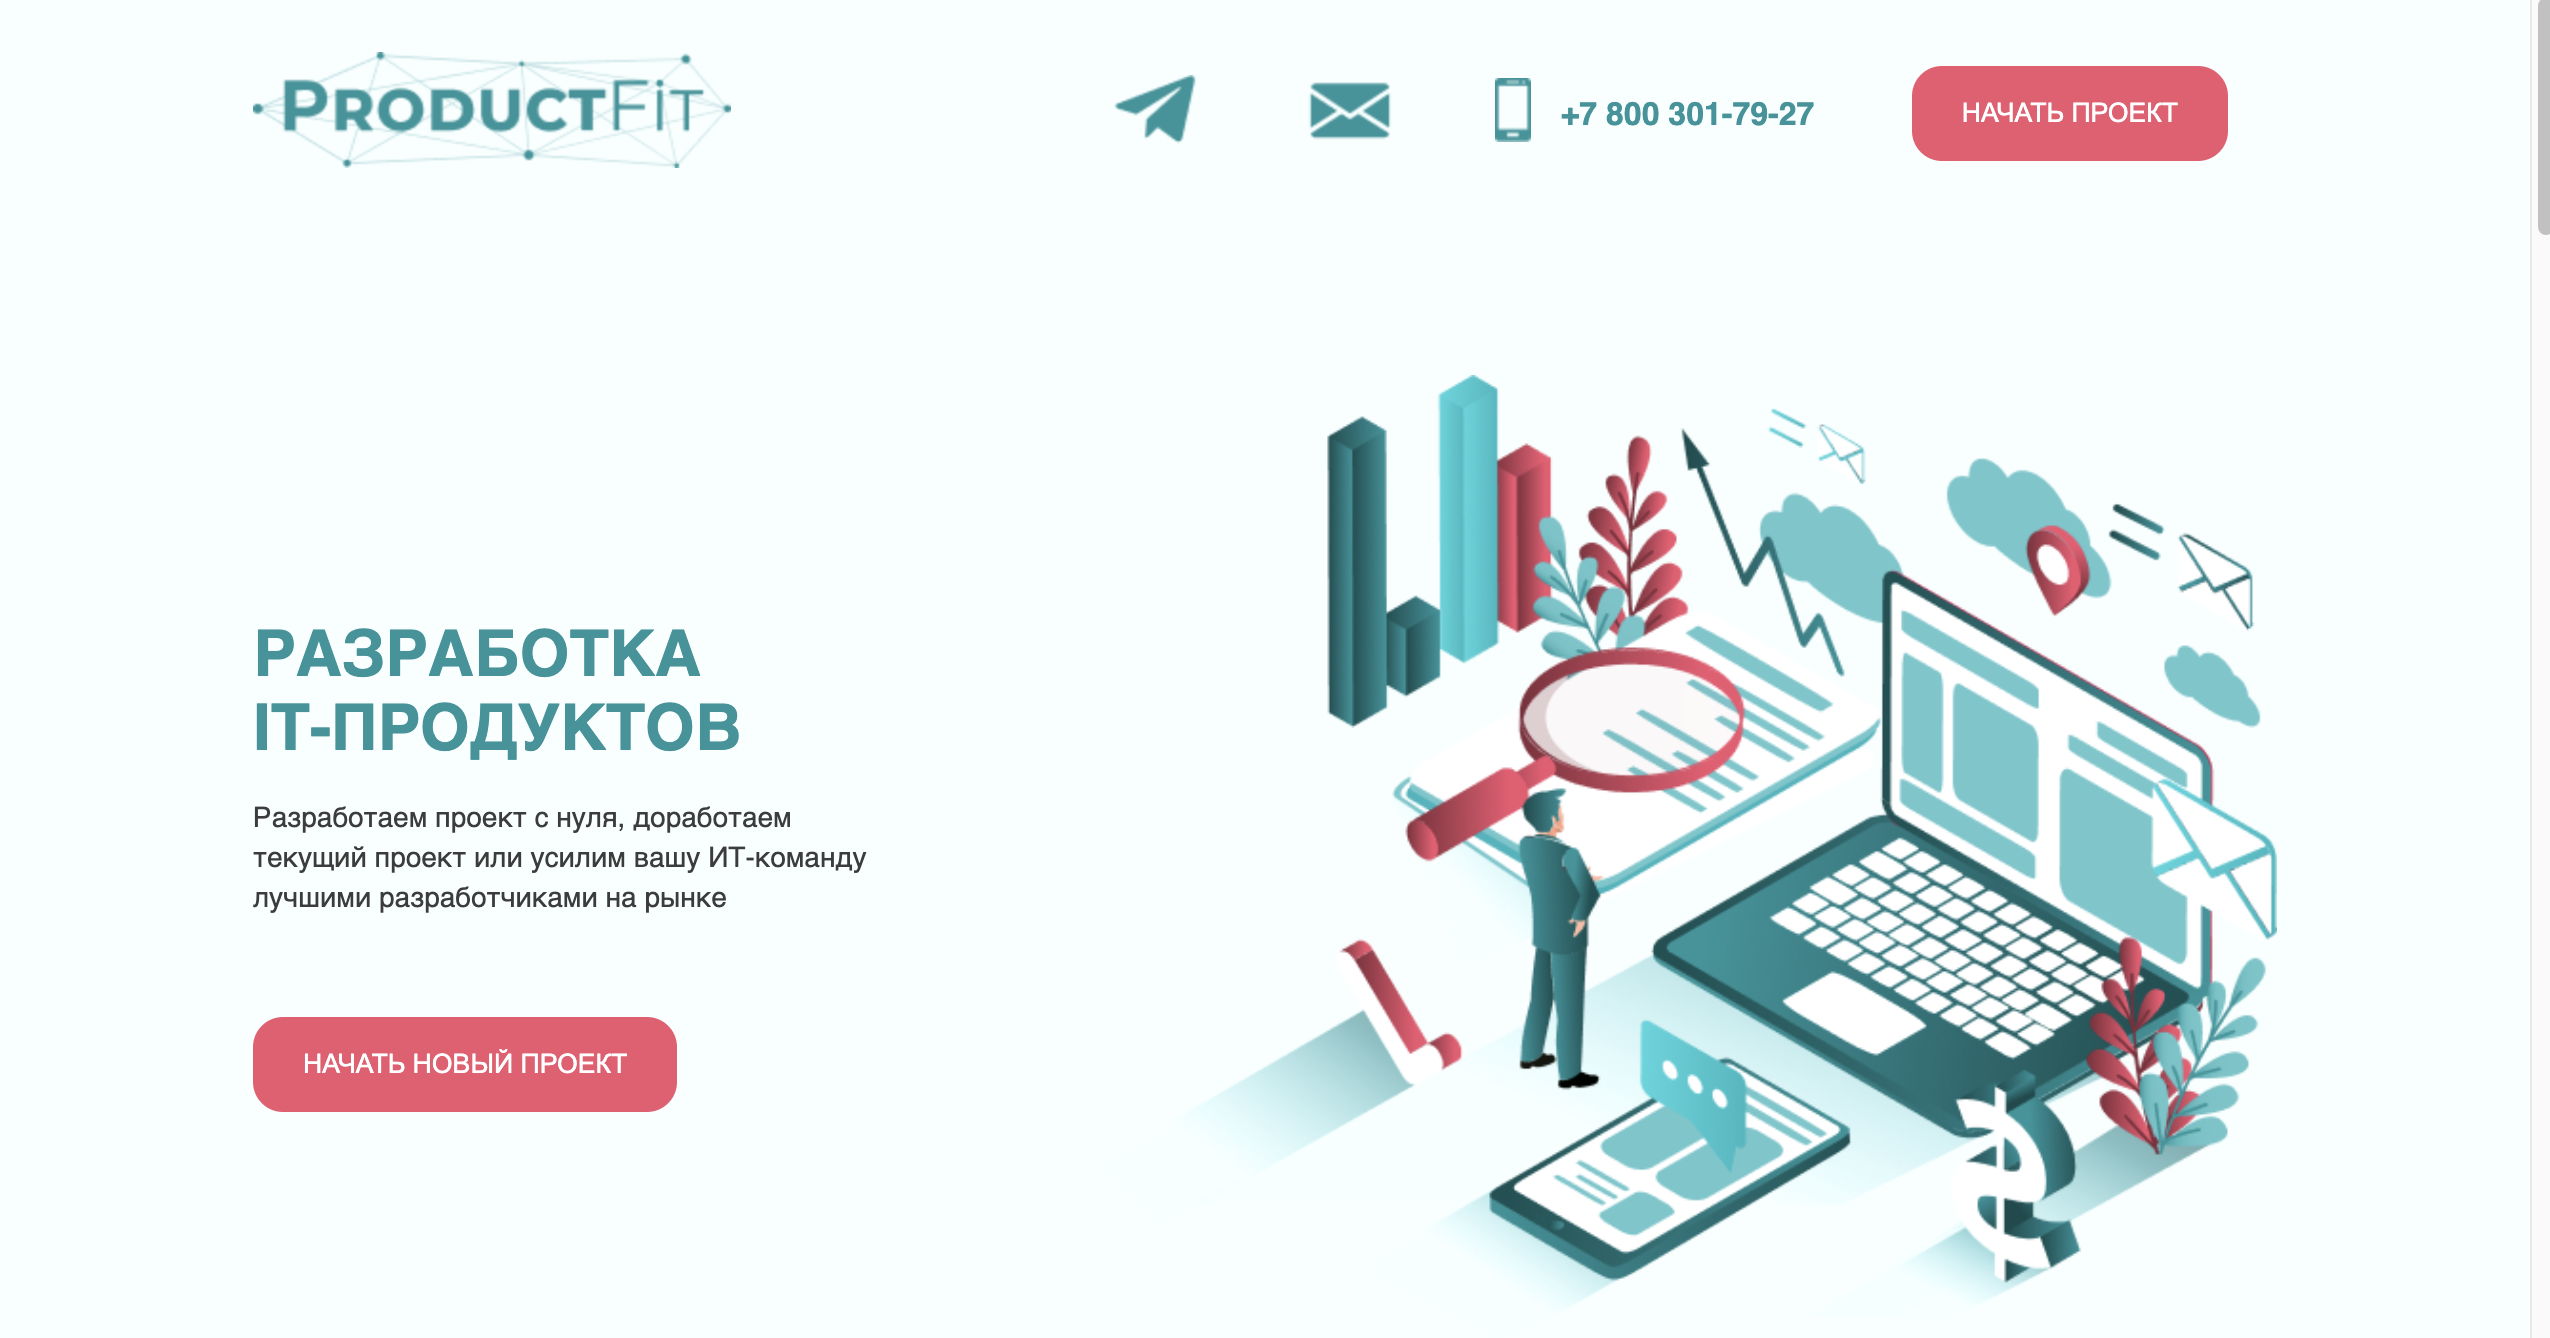 PRODUCTFIT
+7 800 301-79-27
НАЧАТЬ ПРОЕКТ
РАЗРАБОТКА
IT-ПРОДУКТОВ
Разработаем проект с нуля, доработаем
текущий проект или усилим вашу ИТ-команду
лучшими разработчиками на рынке
НАЧАТЬ НОВЫЙ ПРОЕКТ